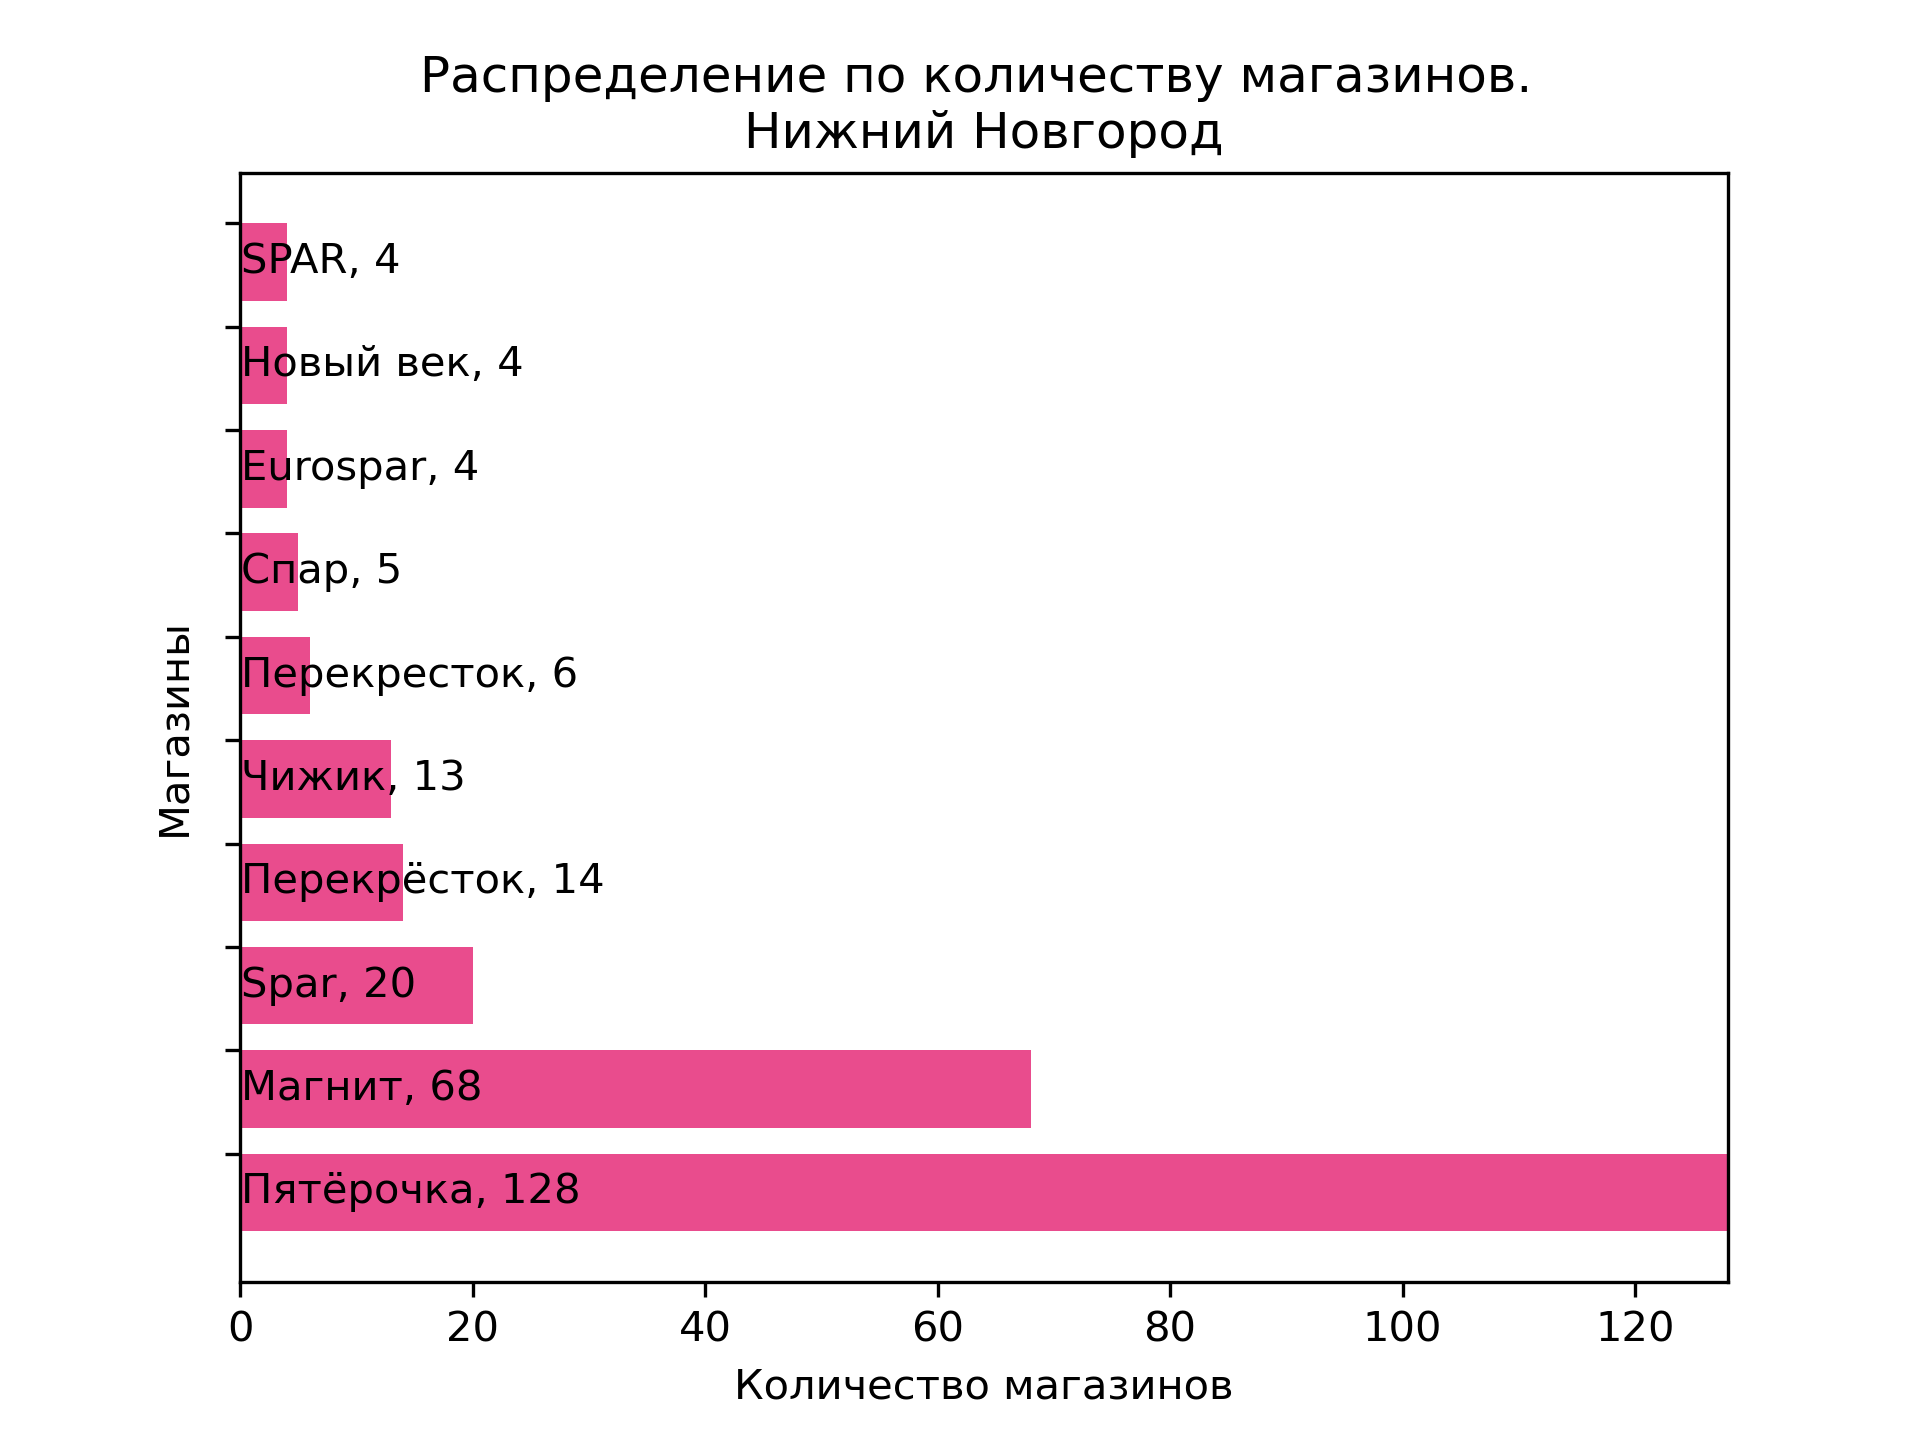 Распределение по количеству магазинов.
Нижний Новгород
Магазины
SPAR, 4
Новый век, 4
Eurospar, 4
Спар, 5
Перекресток, 6
Чижик, 13
Перекрёсток, 14
Spar, 20
Магнит, 68
Пятёрочка, 128
0 20 40 60 80 100 120
Количество магазинов